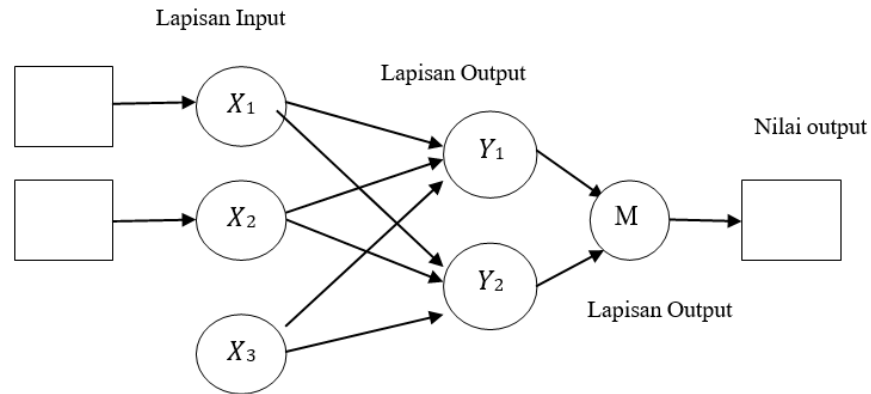 Lapisan Input
Lapisan Output
Nilai output
X1
Y1
X2
M
Y2
Lapisan Output
X3